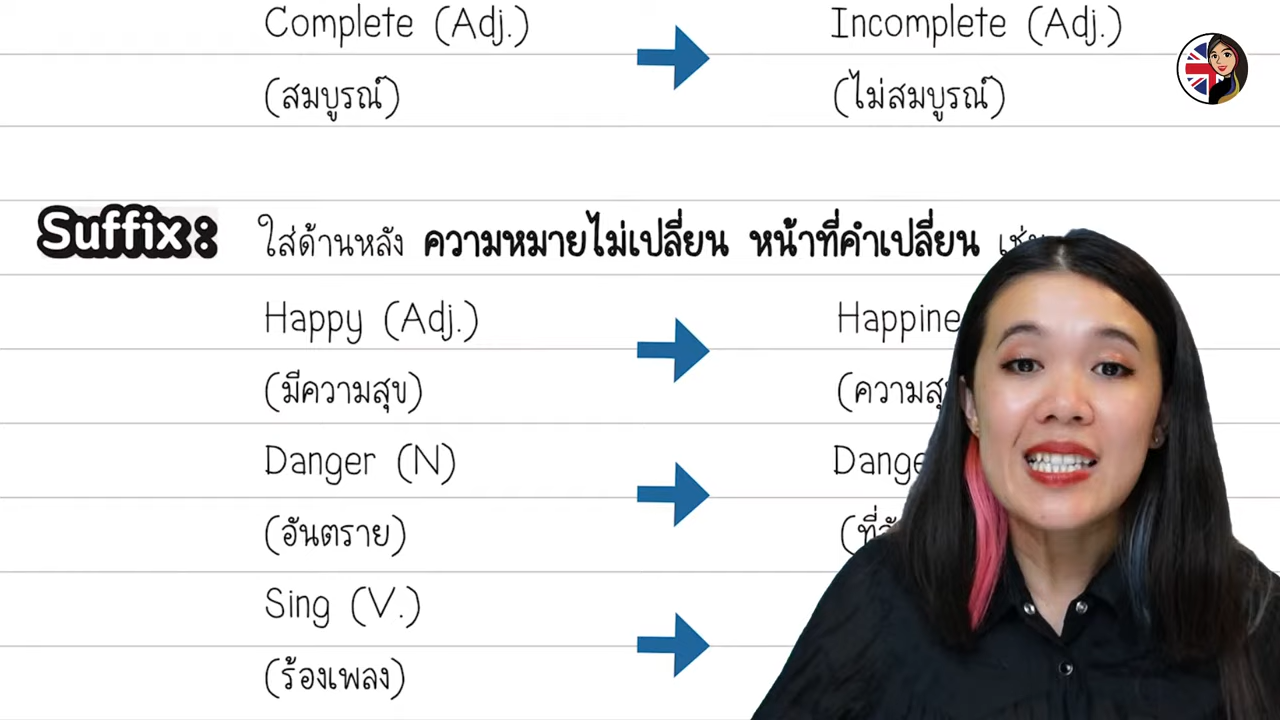 Complete (Adj.) Incomplete (Adj.)
(สมบูรณ์) (ไม่สมบูรณ์)
Suffix : ใส่ด้านหลัง ความหมายไม่เปลี่ยน หน้าที่คำเปลี่ยน
Happy (Adj.)
(มีความสุข)
Danger (N)
(อันตราย)
Sing (V.)
(ร้องเพลง)